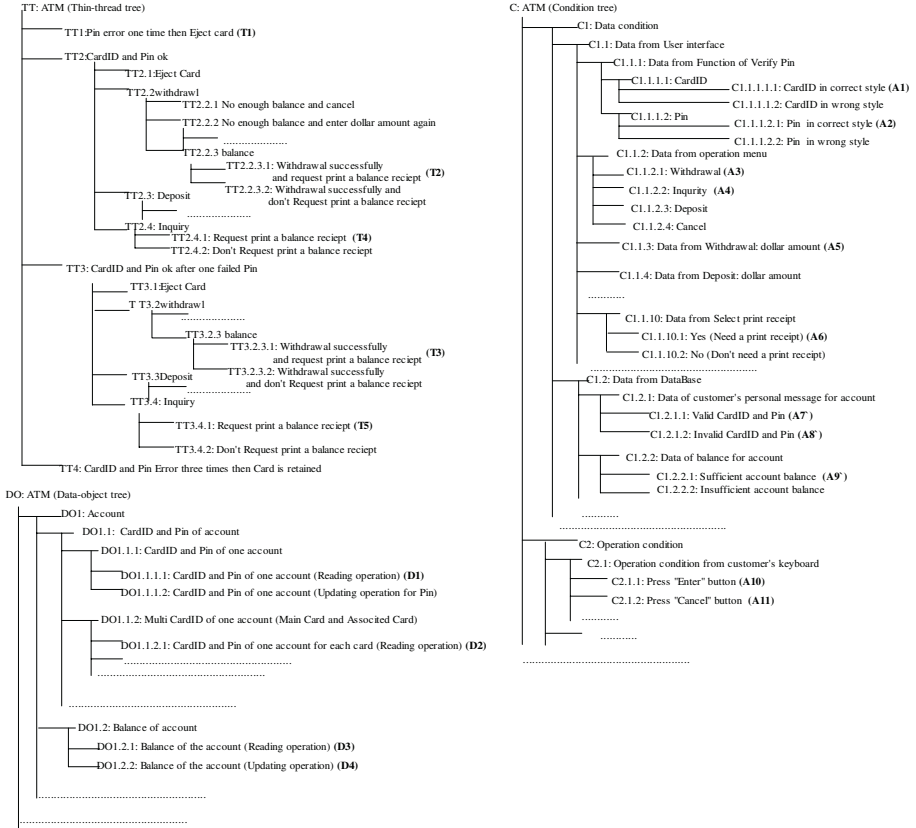 TT: ATM (Thin-thread tree)
TT1:Pin error one time then Eject card (T1)
TT2:CardID and Pin ok
TT2.1:Eject Card
TT2.2withdrawl
TT2.2.1 No enough balance and cancel
TT2.2.2 No enough balance and enter dollar amount again
.....................
TT2.2.3 balance
TT2.2.3.1: Withdrawal successfully
and request print a balance reciept (T2)
TT2.2.3.2: Withdrawal successfully and
don't Request print a balance reciept
TT2.3: Deposit
.....................
TT2.4: Inquiry
TT2.4.1: Request print a balance reciept (T4)
TT2.4.2: Don't Request print a balance reciept
TT3: CardID and Pin ok after one failed Pin
TT3.1:Eject Card
T T3.2withdrawl
.....................
TT3.2.3 balance
TT3.2.3.1: Withdrawal successfully
and request print a balance reciept (T3)
TT3.2.3.2: Withdrawal successfully
and don't Request print a balance reciept
TT3.3Deposit
.....................
TT3.4: Inquiry
TT3.4.1: Request print a balance reciept (T5)
TT3.4.2: Don't Request print a balance reciept
TT4: CardID and Pin Error three times then Card is retained
DO: ATM (Data-object tree)
DO1: Account
DO1.1: CardID and Pin of account
DO1.1.1: CardID and Pin of one account
DO1.1.1.1: CardID and Pin of one account (Reading operation) (D1)
DO1.1.1.2: CardID and Pin of one account (Updating operation for Pin)
DO1.1.2: Multi CardID of one account (Main Card and Associted Card)
DO1.1.2.1: CardID and Pin of one account for each card (Reading operation) (D2)
.......................................................
.......................................................
.......................................................
DO1.2: Balance of account
DO1.2.1: Balance of the account (Reading operation) (D3)
DO1.2.2: Balance of the account (Updating operation) (D4)
.......................................................
.......................................................
C: ATM (Condition tree)
C1: Data condition
C1.1: Data from User interface
C1.1.1: Data from Function of Verify Pin
C1.1.1.1: CardID
C1.1.1.1.1: CardID in correct style (A1)
C1.1.1.1.2: CardID in wrong style
C1.1.1.2: Pin
C1.1.1.2.1: Pin in correct style (A2)
C1.1.1.2.2: Pin in wrong style
C1.1.2: Data from operation menu
C1.1.2.1: Withdrawal (A3)
C1.1.2.2: Inqurity (A4)
C1.1.2.3: Deposit
C1.1.2.4: Cancel
C1.1.3: Data from Withdrawal: dollar amount (A5)
C1.1.4: Data from Deposit: dollar amount
............
C1.1.10: Data from Select print receipt
C1.1.10.1: Yes (Need a print receipt) (A6)
C1.1.10.2: No (Don't need a print receipt)
.......................................................
C1.2: Data from DataBase
C1.2.1: Data of customer's personal message for account
C1.2.1.1: Valid CardID and Pin (A7`)
C1.2.1.2: Invalid CardID and Pin (A8`)
C1.2.2: Data of balance for account
C1.2.2.1: Sufficient account balance (A9`)
C1.2.2.2: Insufficient account balance
............
.......................................................
C2: Operation condition
C2.1: Operation condition from customer's keyboard
C2.1.1: Press "Enter" button (A10)
C2.1.2: Press "Cancel" button (A11)
............
............
.......................................................